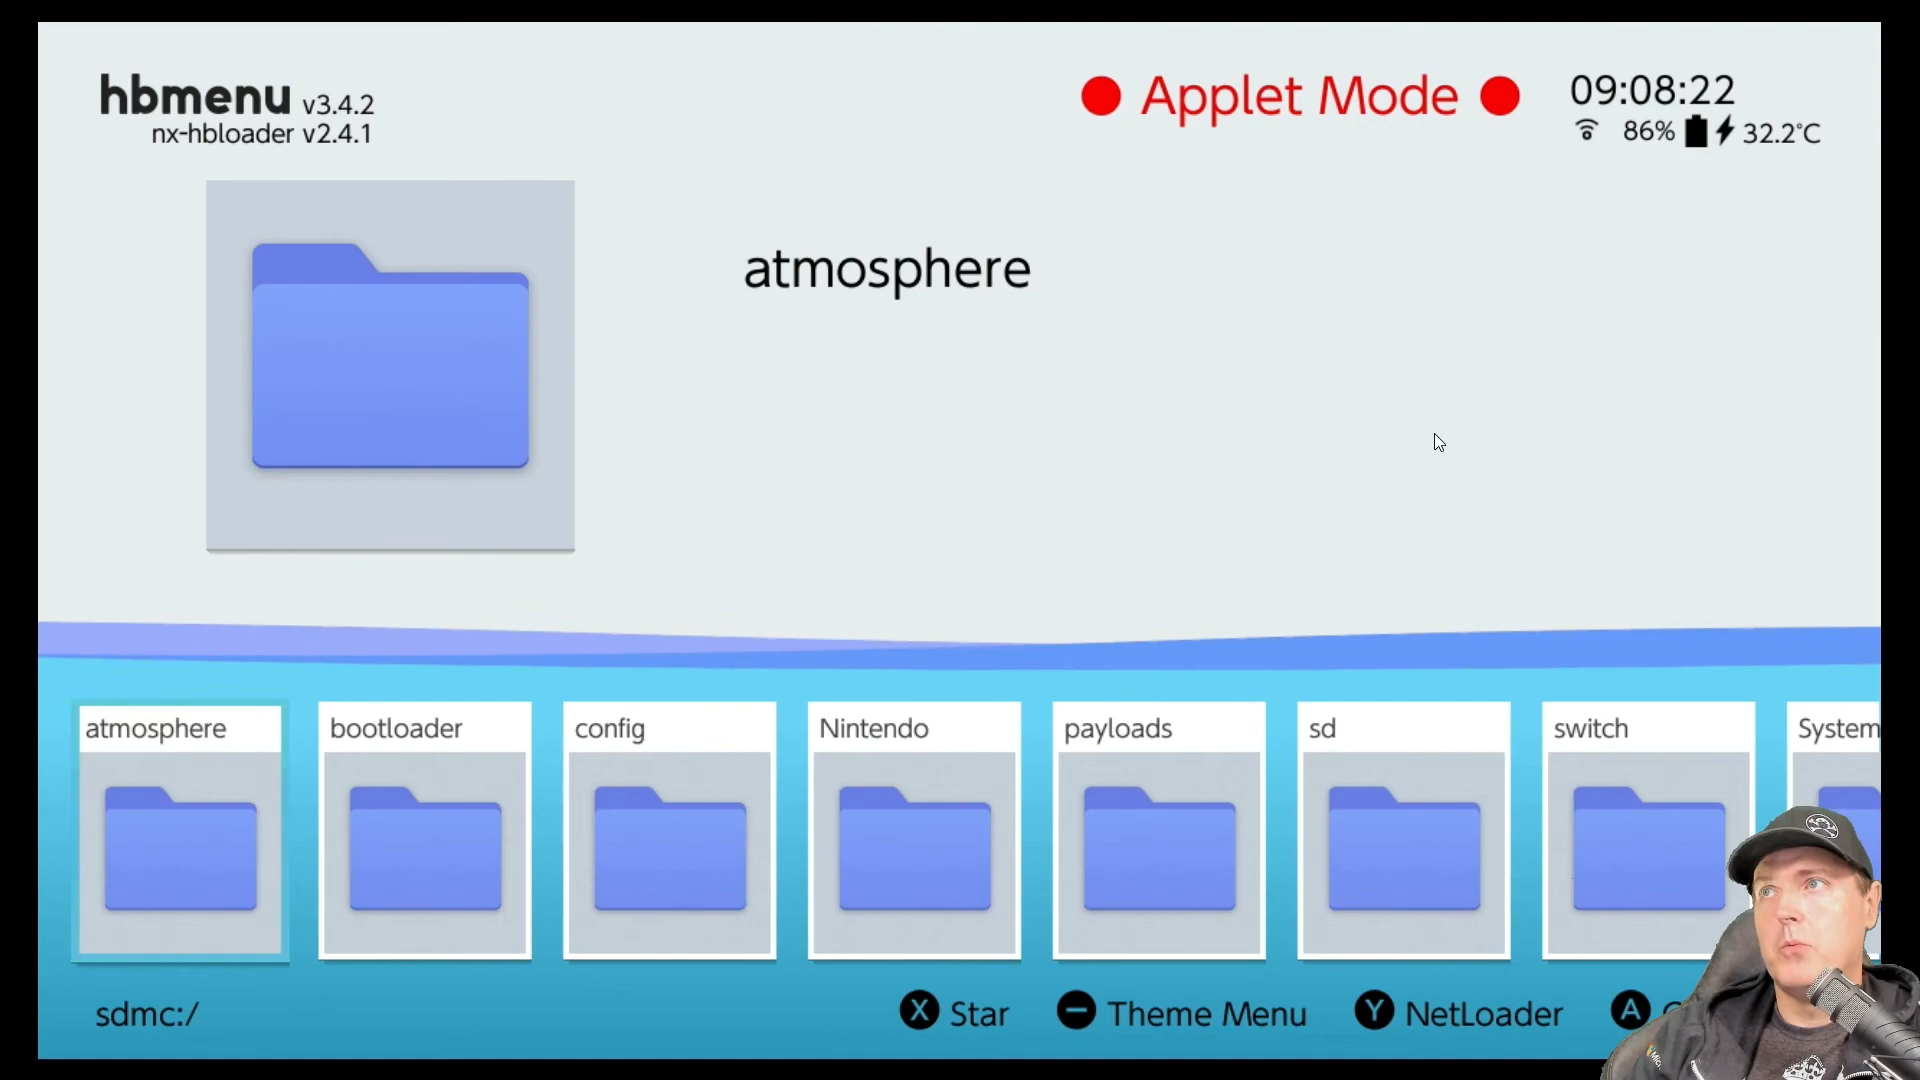 hbmenu v3.4.2
nx-hbloader v2.4.1
Applet Mode
09:08:22
86% 32.2°C
atmosphere
atmosphere bootloader config Nintendo payloads sd switch System
sdmc:/
X Star
Theme Menu
Y NetLoader
A